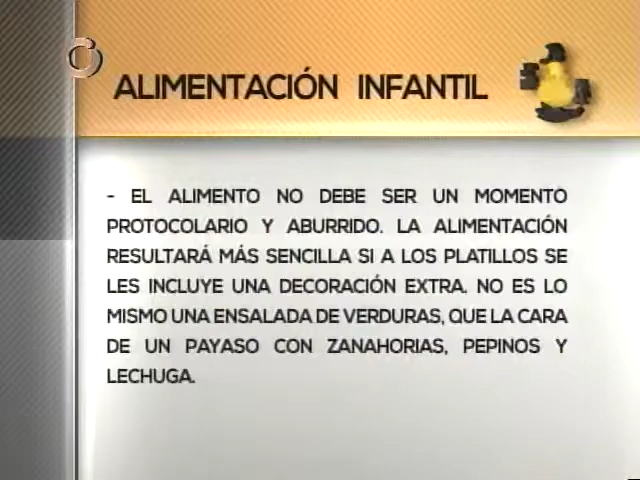 ALIMENTACIÓN INFANTIL
- EL ALIMENTO NO DEBE SER UN MOMENTO
PROTOCOLARIO Y ABURRIDO. LA ALIMENTACIÓN
RESULTARÁ MÁS SENCILLA SI A LOS PLATILLOS SE
LES INCLUYE UNA DECORACIÓN EXTRA. NO ES LO
MISMO UNA ENSALADA DE VERDURAS, QUE LA CARA
DE UN PAYASO CON ZANAHORIAS, PEPINOS Y
LECHUGA.